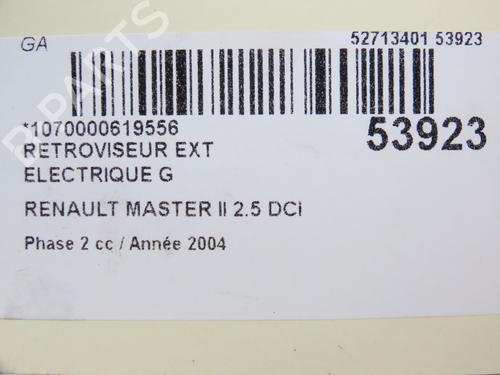 GA
52713401 53923
*1070000619556
53923
RETROVISEUR EXT
ELECTRIQUE G
RENAULT MASTER II 2.5 DCI
Phase 2 cc / Année 2004
B-PARTS